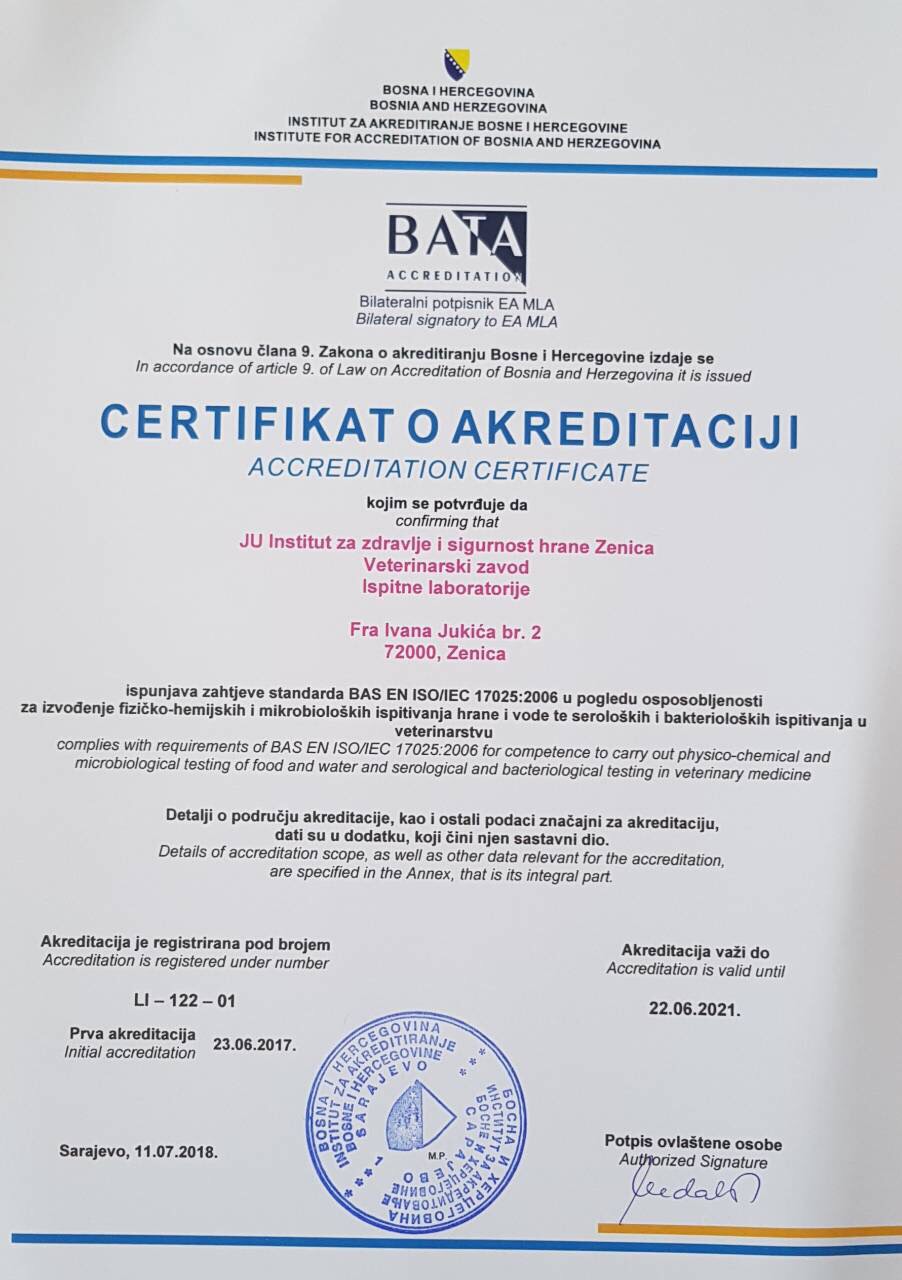 BOSNA I HERCEGOVINA
BOSNIA AND HERZEGOVINA
INSTITUT ZA AKREDITIRANJE BOSNE I HERCEGOVINE
INSTITUTE FOR ACCREDITATION OF BOSNIA AND HERZEGOVINA
BATA
ACCREDITATION
Bilateralni potpisnik EA MLA
Bilateral signatory to EA MLA
Na osnovu člana 9. Zakona o akreditiranju Bosne i Hercegovine izdaje se
In accordance of article 9. of Law on Accreditation of Bosnia and Herzegovina it is issued
CERTIFIKAT O AKREDITACIJI
ACCREDITATION CERTIFICATE
kojim se potvrđuje da
confirming that
JU Institut za zdravlje i sigurnost hrane Zenica
Veterinarski zavod
Ispitne laboratorije
Fra Ivana Jukića br. 2
72000, Zenica
ispunjava zahtjeve standarda BAS EN ISO/IEC 17025:2006 u pogledu osposobljenosti
za izvođenje fizičko-hemijskih i mikrobioloških ispitivanja hrane i vode te seroloških i bakterioloških ispitivanja u
veterinarstvu
complies with requirements of BAS EN ISO/IEC 17025:2006 for competence to carry out physico-chemical and
microbiological testing of food and water and serological and bacteriological testing in veterinary medicine
Detalji o području akreditacije, kao i ostali podaci značajni za akreditaciju,
dati su u dodatku, koji čini njen sastavni dio.
Details of accreditation scope, as well as other data relevant for the accreditation,
are specified in the Annex, that is its integral part.
Akreditacija je registrirana pod brojem
Accreditation is registered under number
LI – 122 – 01
Prva akreditacija
Initial accreditation
23.06.2017.
Akreditacija važi do
Accreditation is valid until
22.06.2021.
BOSNA I HERCEGOVINA
INSTITUT ZA AKREDITIRANJE
BOSNE I HERCEGOVINE
SARAJEVO
БОСНА И ХЕРЦЕГОВИНА
ИНСТИТУТ ЗА АКРЕДИТОВАЊЕ
БОСНЕ И ХЕРЦЕГОВИНЕ
САРАЈЕВО
1
M.P.
Sarajevo, 11.07.2018.
Potpis ovlaštene osobe
Authorized Signature